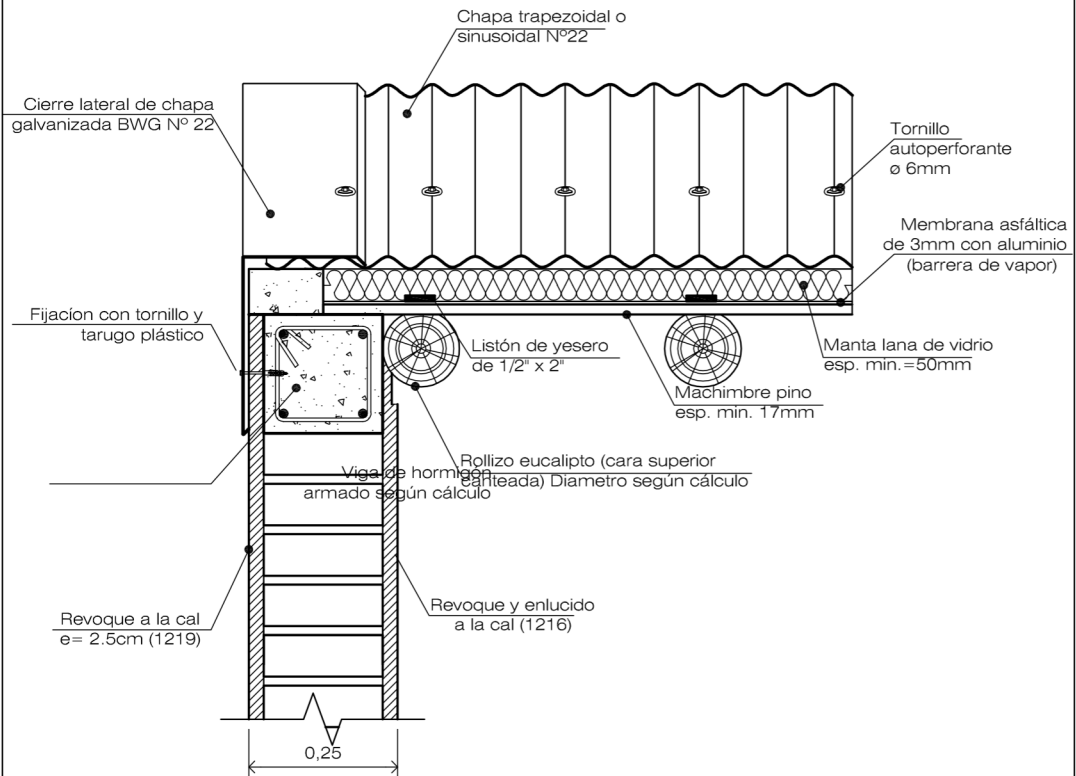 Chapa trapezoidal o
sinusoidal Nº22
Cierre lateral de chapa
galvanizada BWG Nº 22
Tornillo
autoperforante
ø 6mm
Membrana asfáltica
de 3mm con aluminio
(barrera de vapor)
Fijacíon con tornillo y
tarugo plástico
Listón de yesero
de 1/2" x 2"
Manta lana de vidrio
esp. min.=50mm
Machimbre pino
esp. min. 17mm
Viga de hormigón
armado según cálculo
Rollizo eucalipto (cara superior
canteada) Diametro según cálculo
Revoque a la cal
e= 2.5cm (1219)
Revoque y enlucido
a la cal (1216)
0,25